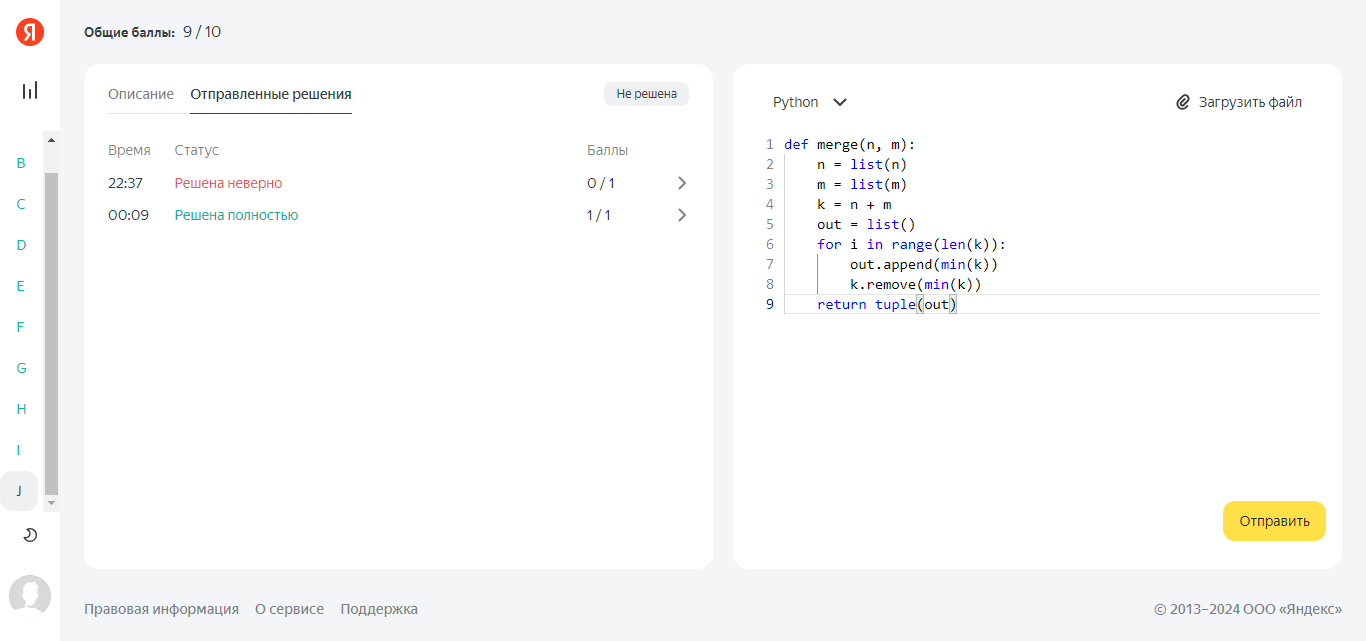 Я
Общие баллы: 9 / 10
B
C
D
E
F
G
H
I
J
Описание Отправленные решения
Не решена
Время Статус Баллы
22:37 Решена неверно 0 / 1
00:09 Решена полностью 1 / 1
Python
Загрузить файл
1 def merge(n, m):
2     n = list(n)
3     m = list(m)
4     k = n + m
5     out = list()
6     for i in range(len(k)):
7         out.append(min(k))
8         k.remove(min(k))
9     return tuple(out)
Отправить
Правовая информация О сервисе Поддержка
© 2013–2024 ООО «Яндекс»